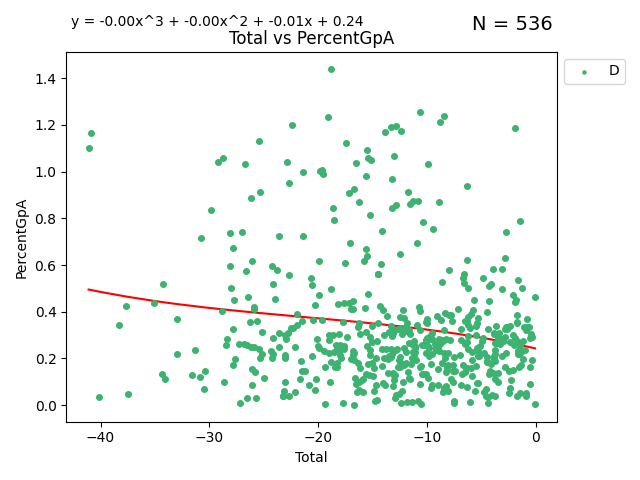 y = -0.00x^3 + -0.00x^2 + -0.01x + 0.24
N = 536
Total vs PercentGpA
D
1.4
1.2
1.0
0.8
0.6
0.4
0.2
0.0
PercentGpA
−40
−30
−20
−10
0
Total